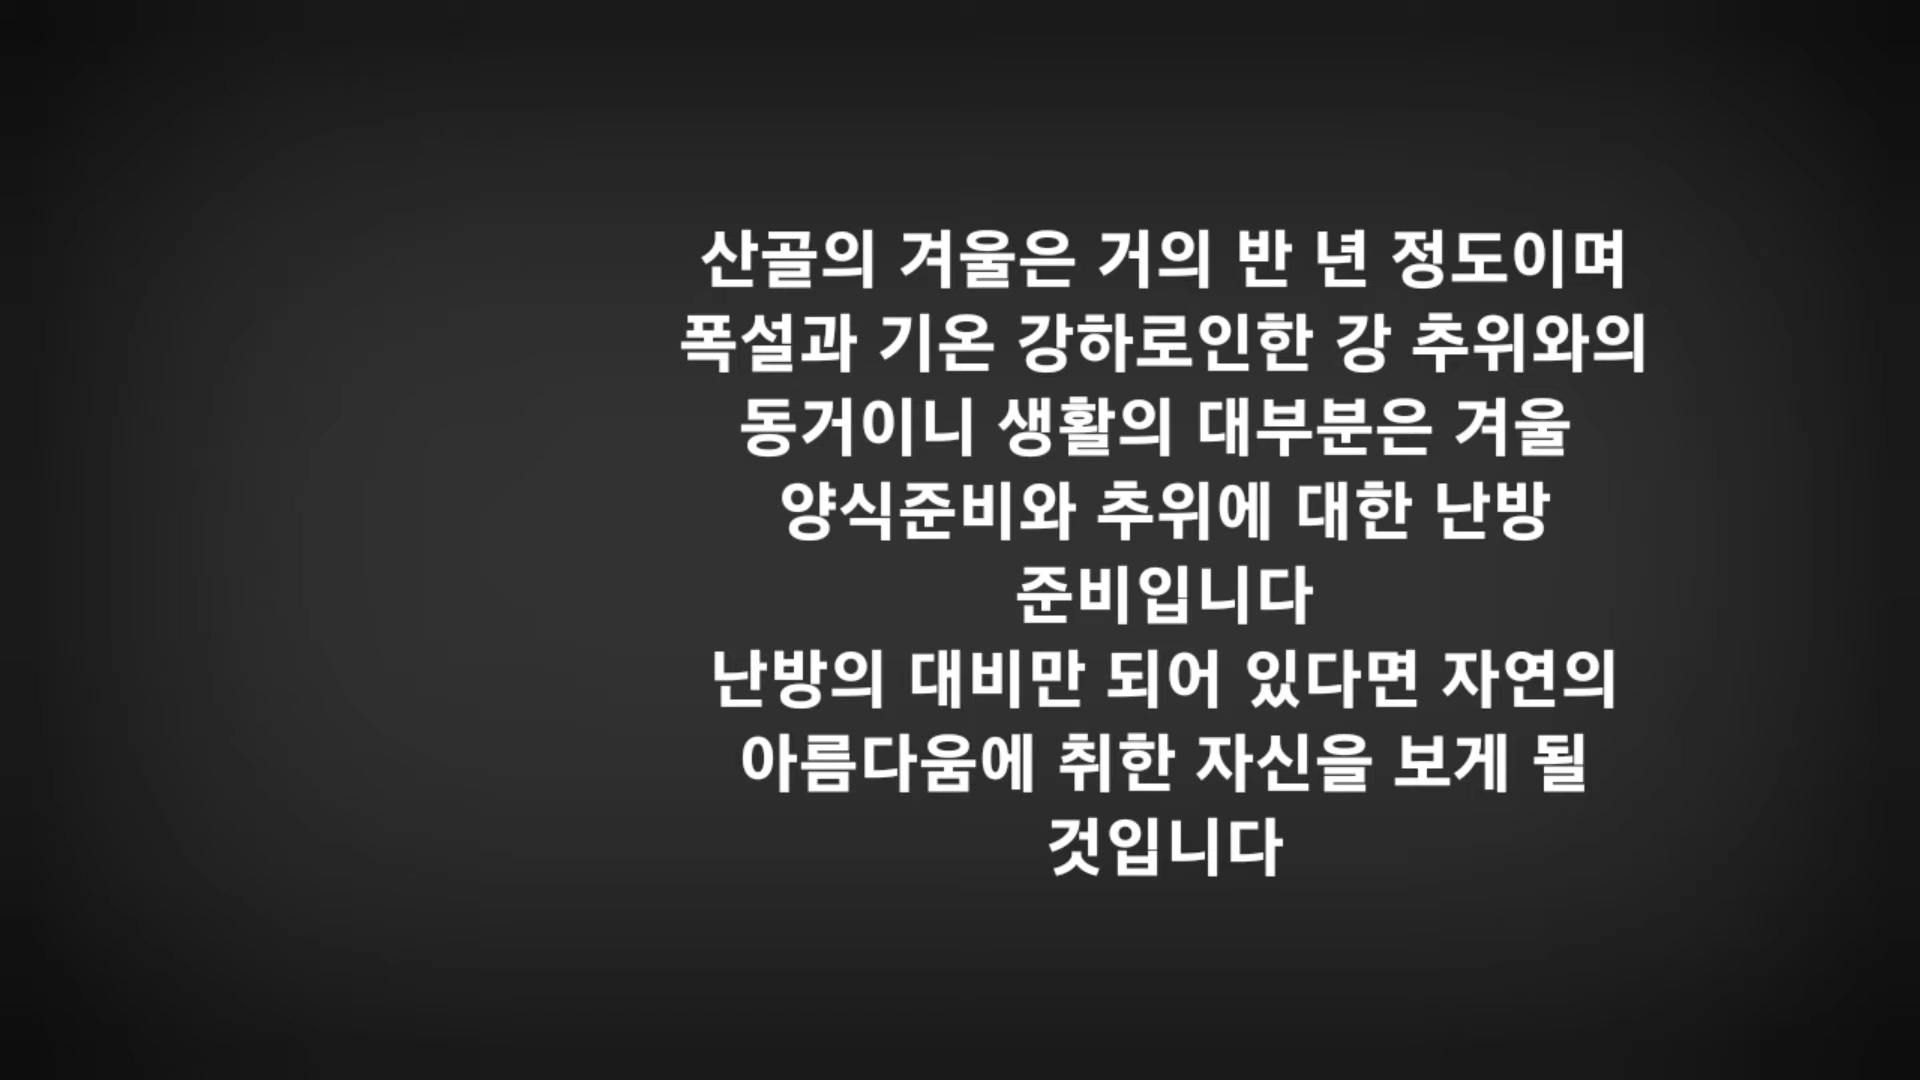 산골의 겨울은 거의 반 년 정도이며
폭설과 기온 강하로인한 강 추위와의
동거이니 생활의 대부분은 겨울
양식준비와 추위에 대한 난방
준비입니다
난방의 대비만 되어 있다면 자연의
아름다움에 취한 자신을 보게 될
것입니다